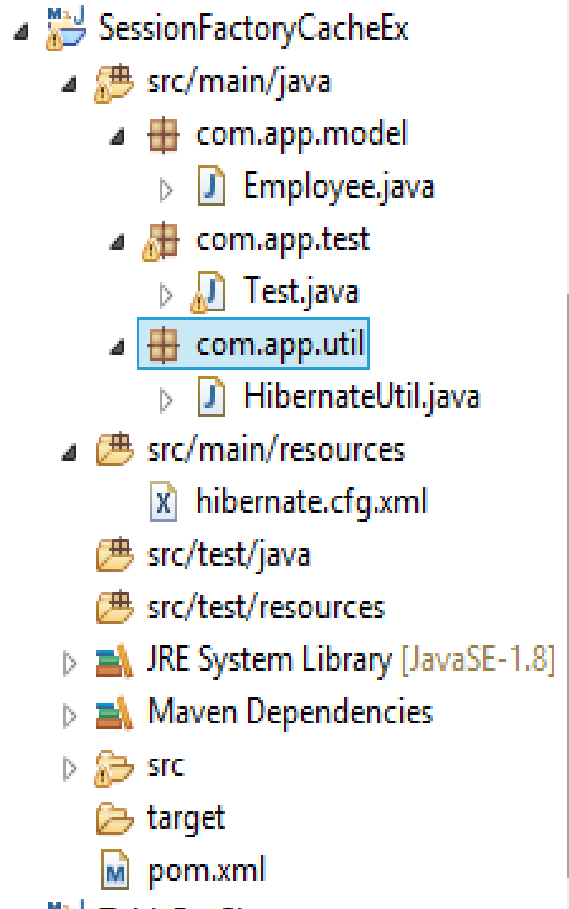 SessionFactoryCacheEx
src/main/java
com.app.model
Employee.java
com.app.test
Test.java
com.app.util
HibernateUtil.java
src/main/resources
hibernate.cfg.xml
src/test/java
src/test/resources
JRE System Library [JavaSE-1.8]
Maven Dependencies
src
target
pom.xml